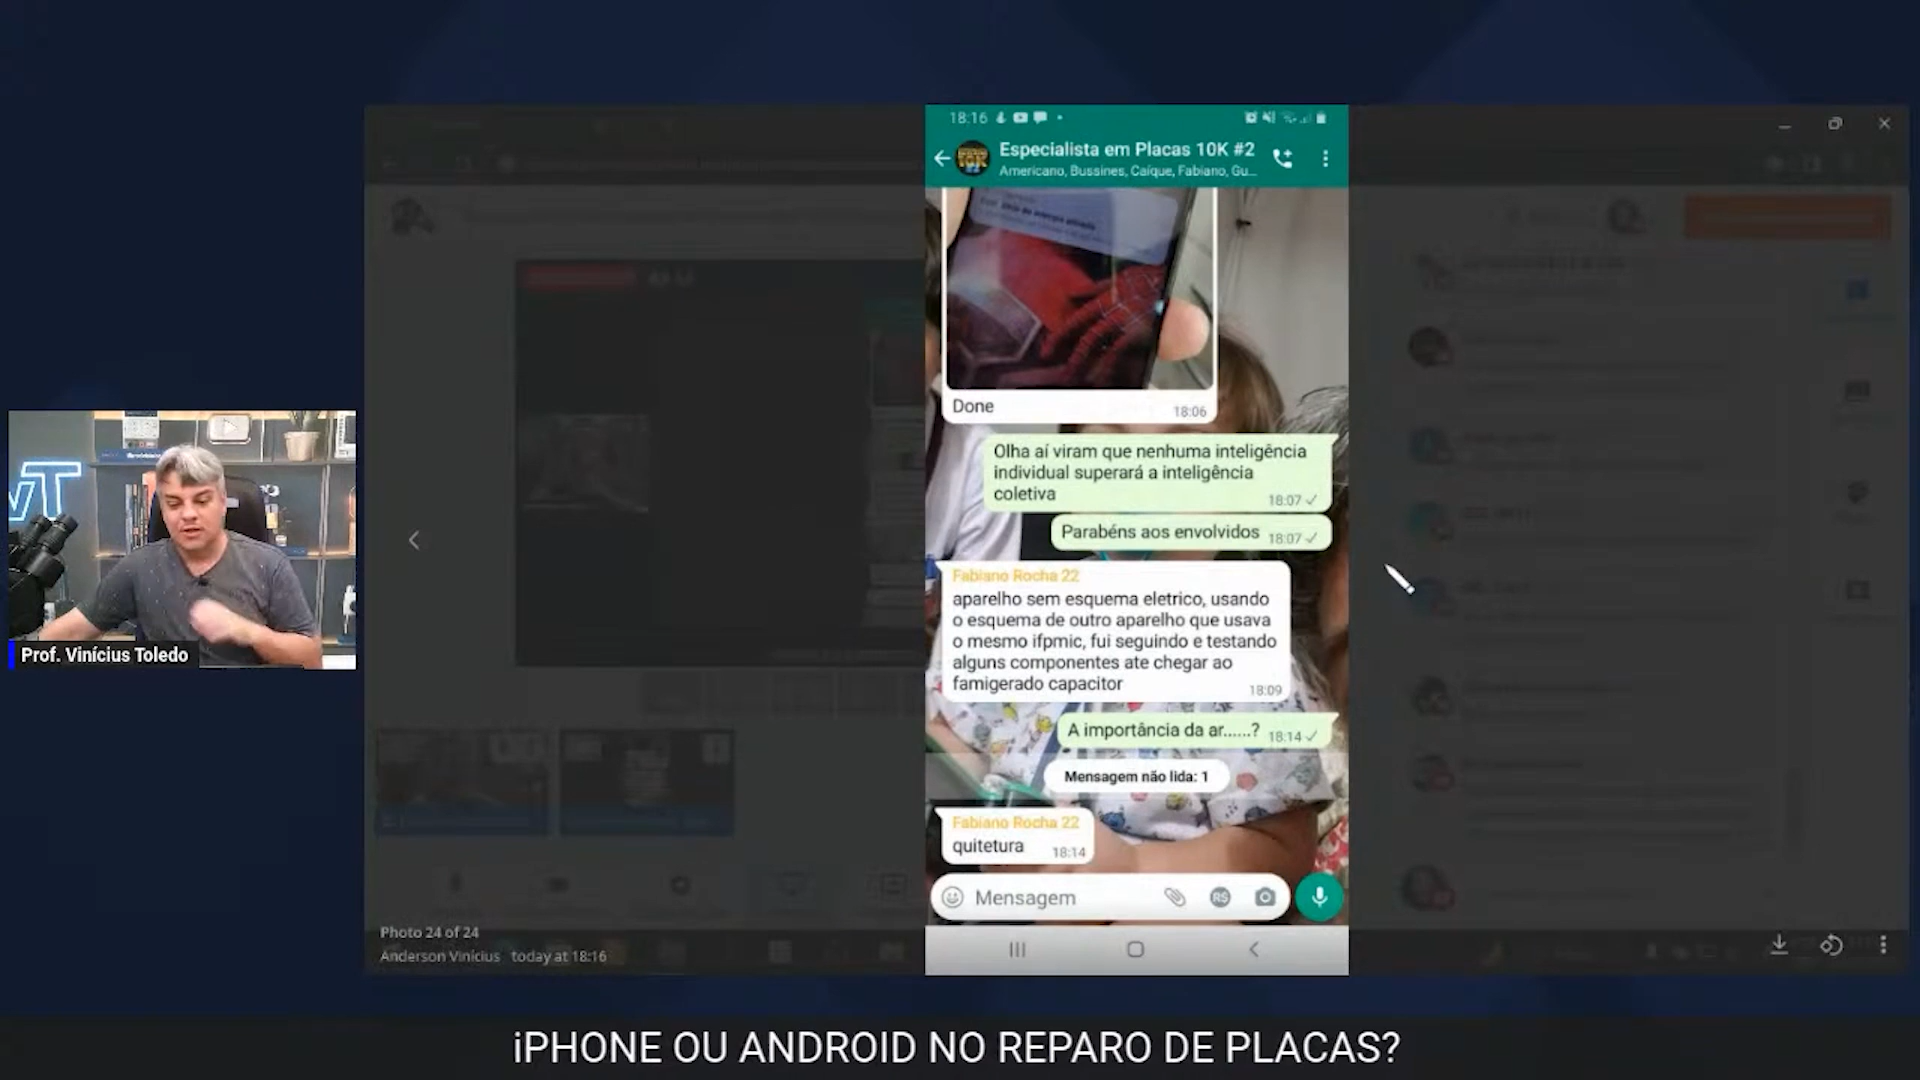 18:16
Especialista em Placas 10K #2
Americano, Bussines, Caíque, Fabiano, Gu...
Done
18:06
Olha aí viram que nenhuma inteligência
individual superará a inteligência
coletiva
18:07
Parabéns aos envolvidos
18:07
Fabiano Rocha 22
aparelho sem esquema eletrico, usando
o esquema de outro aparelho que usava
o mesmo ifpmic, fui seguindo e testando
alguns componentes ate chegar ao
famigerado capacitor
18:09
A importância da ar......?
18:14
Mensagem não lida: 1
Fabiano Rocha 22
quitetura
18:14
Mensagem
R$
vT
Prof. Vinícius Toledo
Photo 24 of 24
Anderson Vinícius today at 18:16
iPHONE OU ANDROID NO REPARO DE PLACAS?